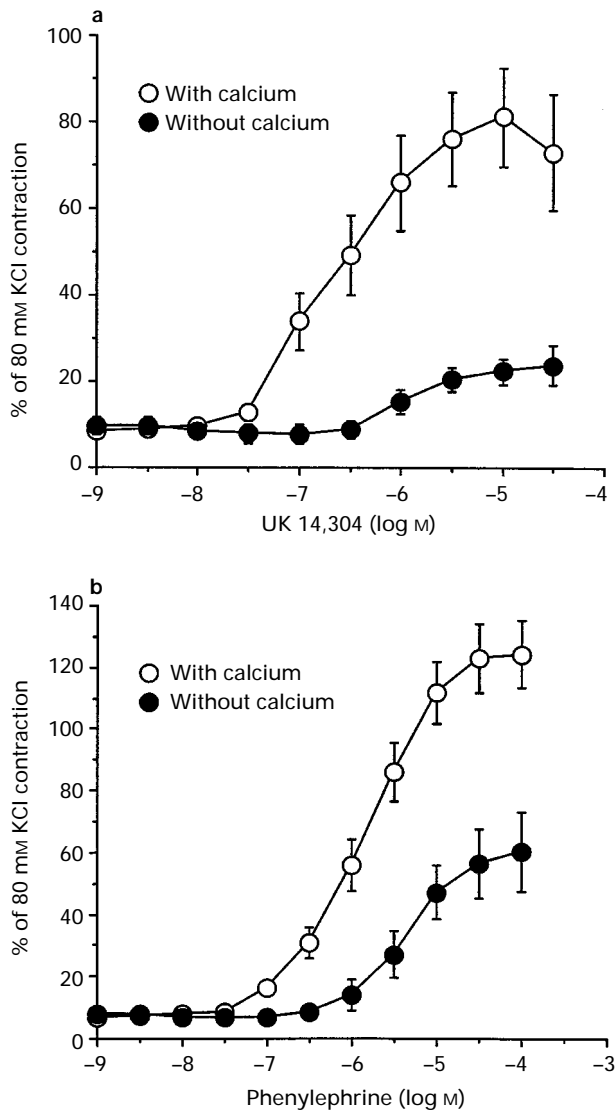 a
100
80
60
40
20
0
% of 80 mM KCl contraction
With calcium
Without calcium
–9 –8 –7 –6 –5 –4
UK 14,304 (log M)
b
140
120
100
80
60
40
20
0
% of 80 mM KCl contraction
With calcium
Without calcium
–9 –8 –7 –6 –5 –4 –3
Phenylephrine (log M)